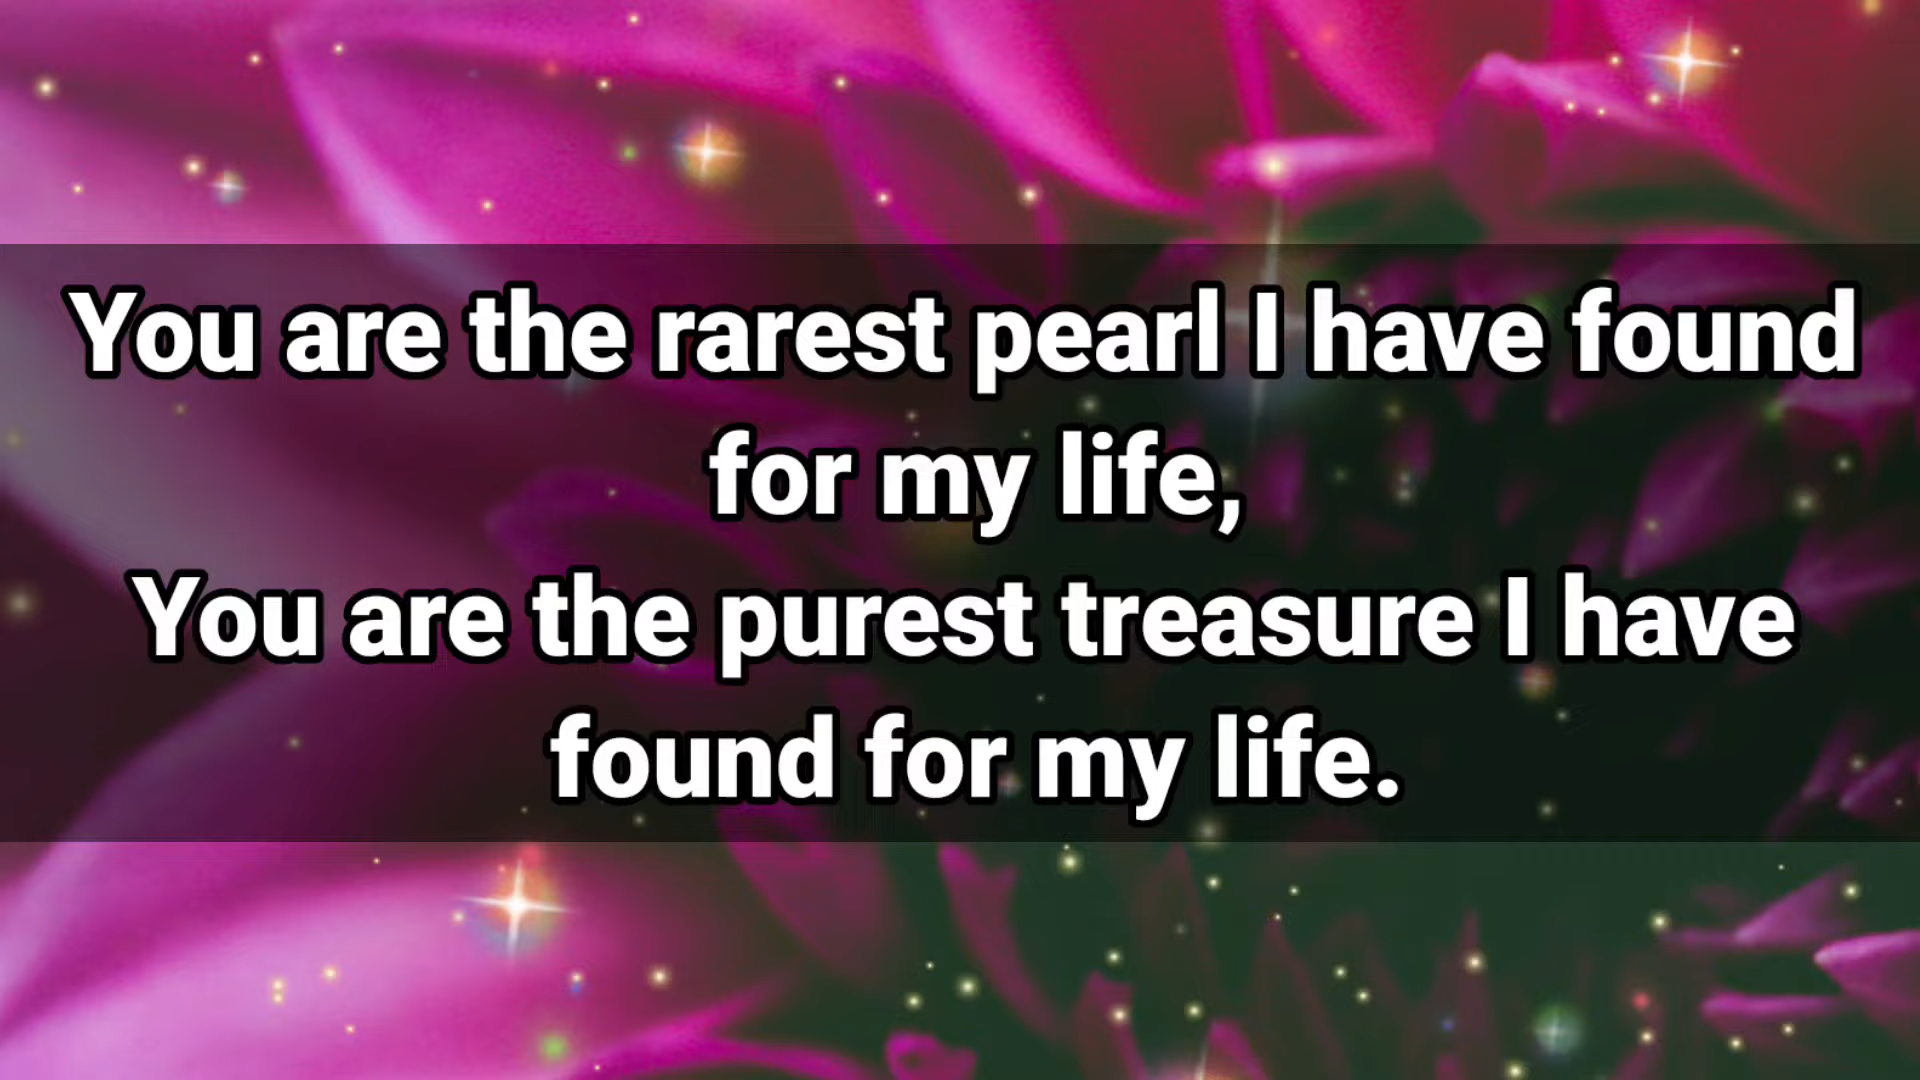 You are the rarest pearl I have found
for my life,
You are the purest treasure I have
found for my life.